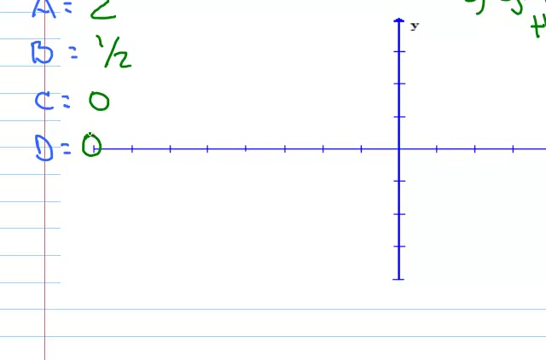 A = 2
y
B = 1/2
C = 0
D = 0